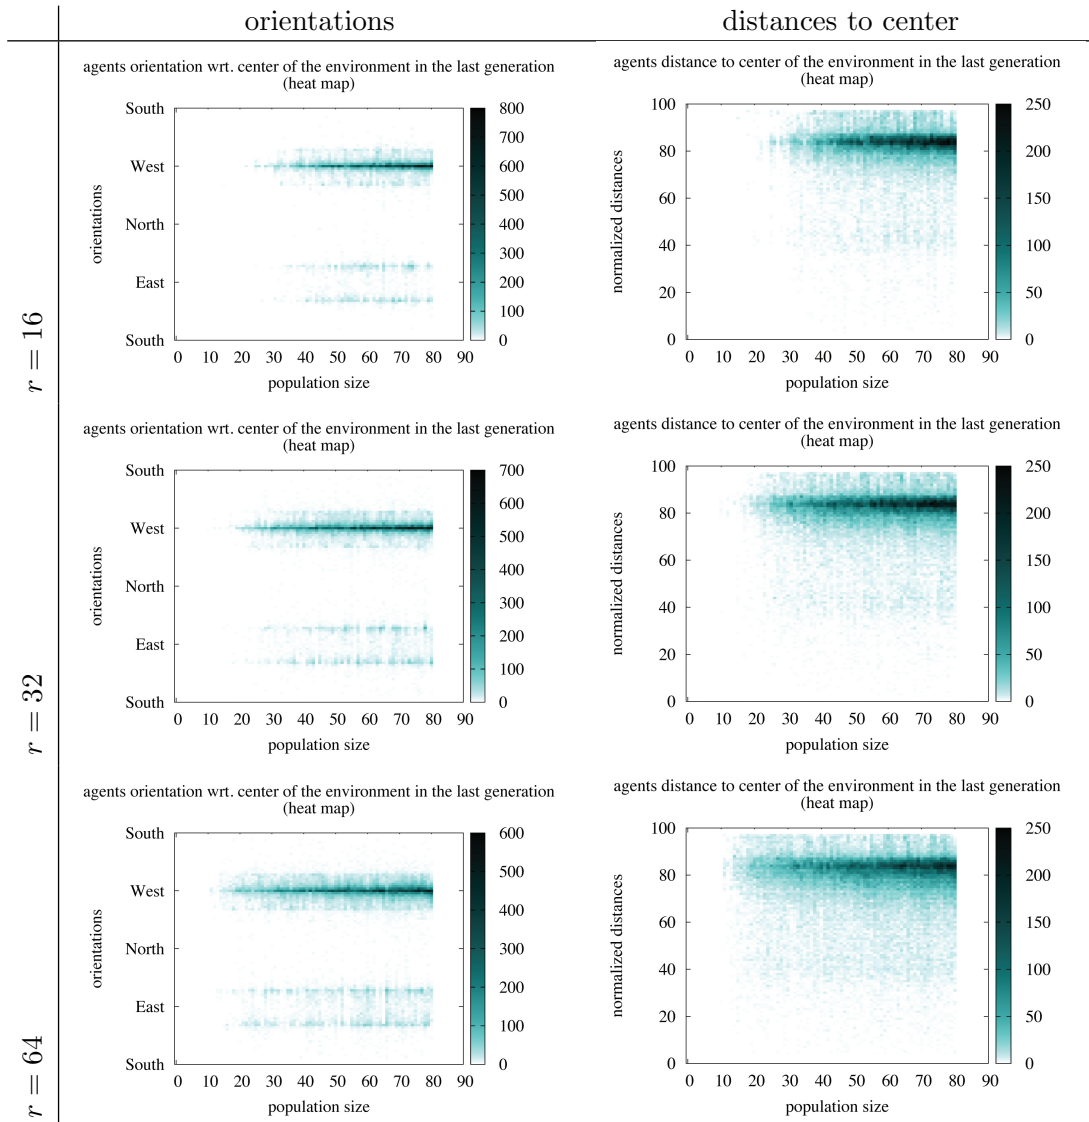 orientations
distances to center
r = 16
agents orientation wrt. center of the environment in the last generation
(heat map)
orientations
South
West
North
East
South
0 10 20 30 40 50 60 70 80 90
population size
800
700
600
500
400
300
200
100
0
agents distance to center of the environment in the last generation
(heat map)
normalized distances
100
80
60
40
20
0
0 10 20 30 40 50 60 70 80 90
population size
250
200
150
100
50
0
r = 32
agents orientation wrt. center of the environment in the last generation
(heat map)
orientations
South
West
North
East
South
0 10 20 30 40 50 60 70 80 90
population size
700
600
500
400
300
200
100
0
agents distance to center of the environment in the last generation
(heat map)
normalized distances
100
80
60
40
20
0
0 10 20 30 40 50 60 70 80 90
population size
250
200
150
100
50
0
r = 64
agents orientation wrt. center of the environment in the last generation
(heat map)
orientations
South
West
North
East
South
0 10 20 30 40 50 60 70 80 90
population size
600
500
400
300
200
100
0
agents distance to center of the environment in the last generation
(heat map)
normalized distances
100
80
60
40
20
0
0 10 20 30 40 50 60 70 80 90
population size
250
200
150
100
50
0